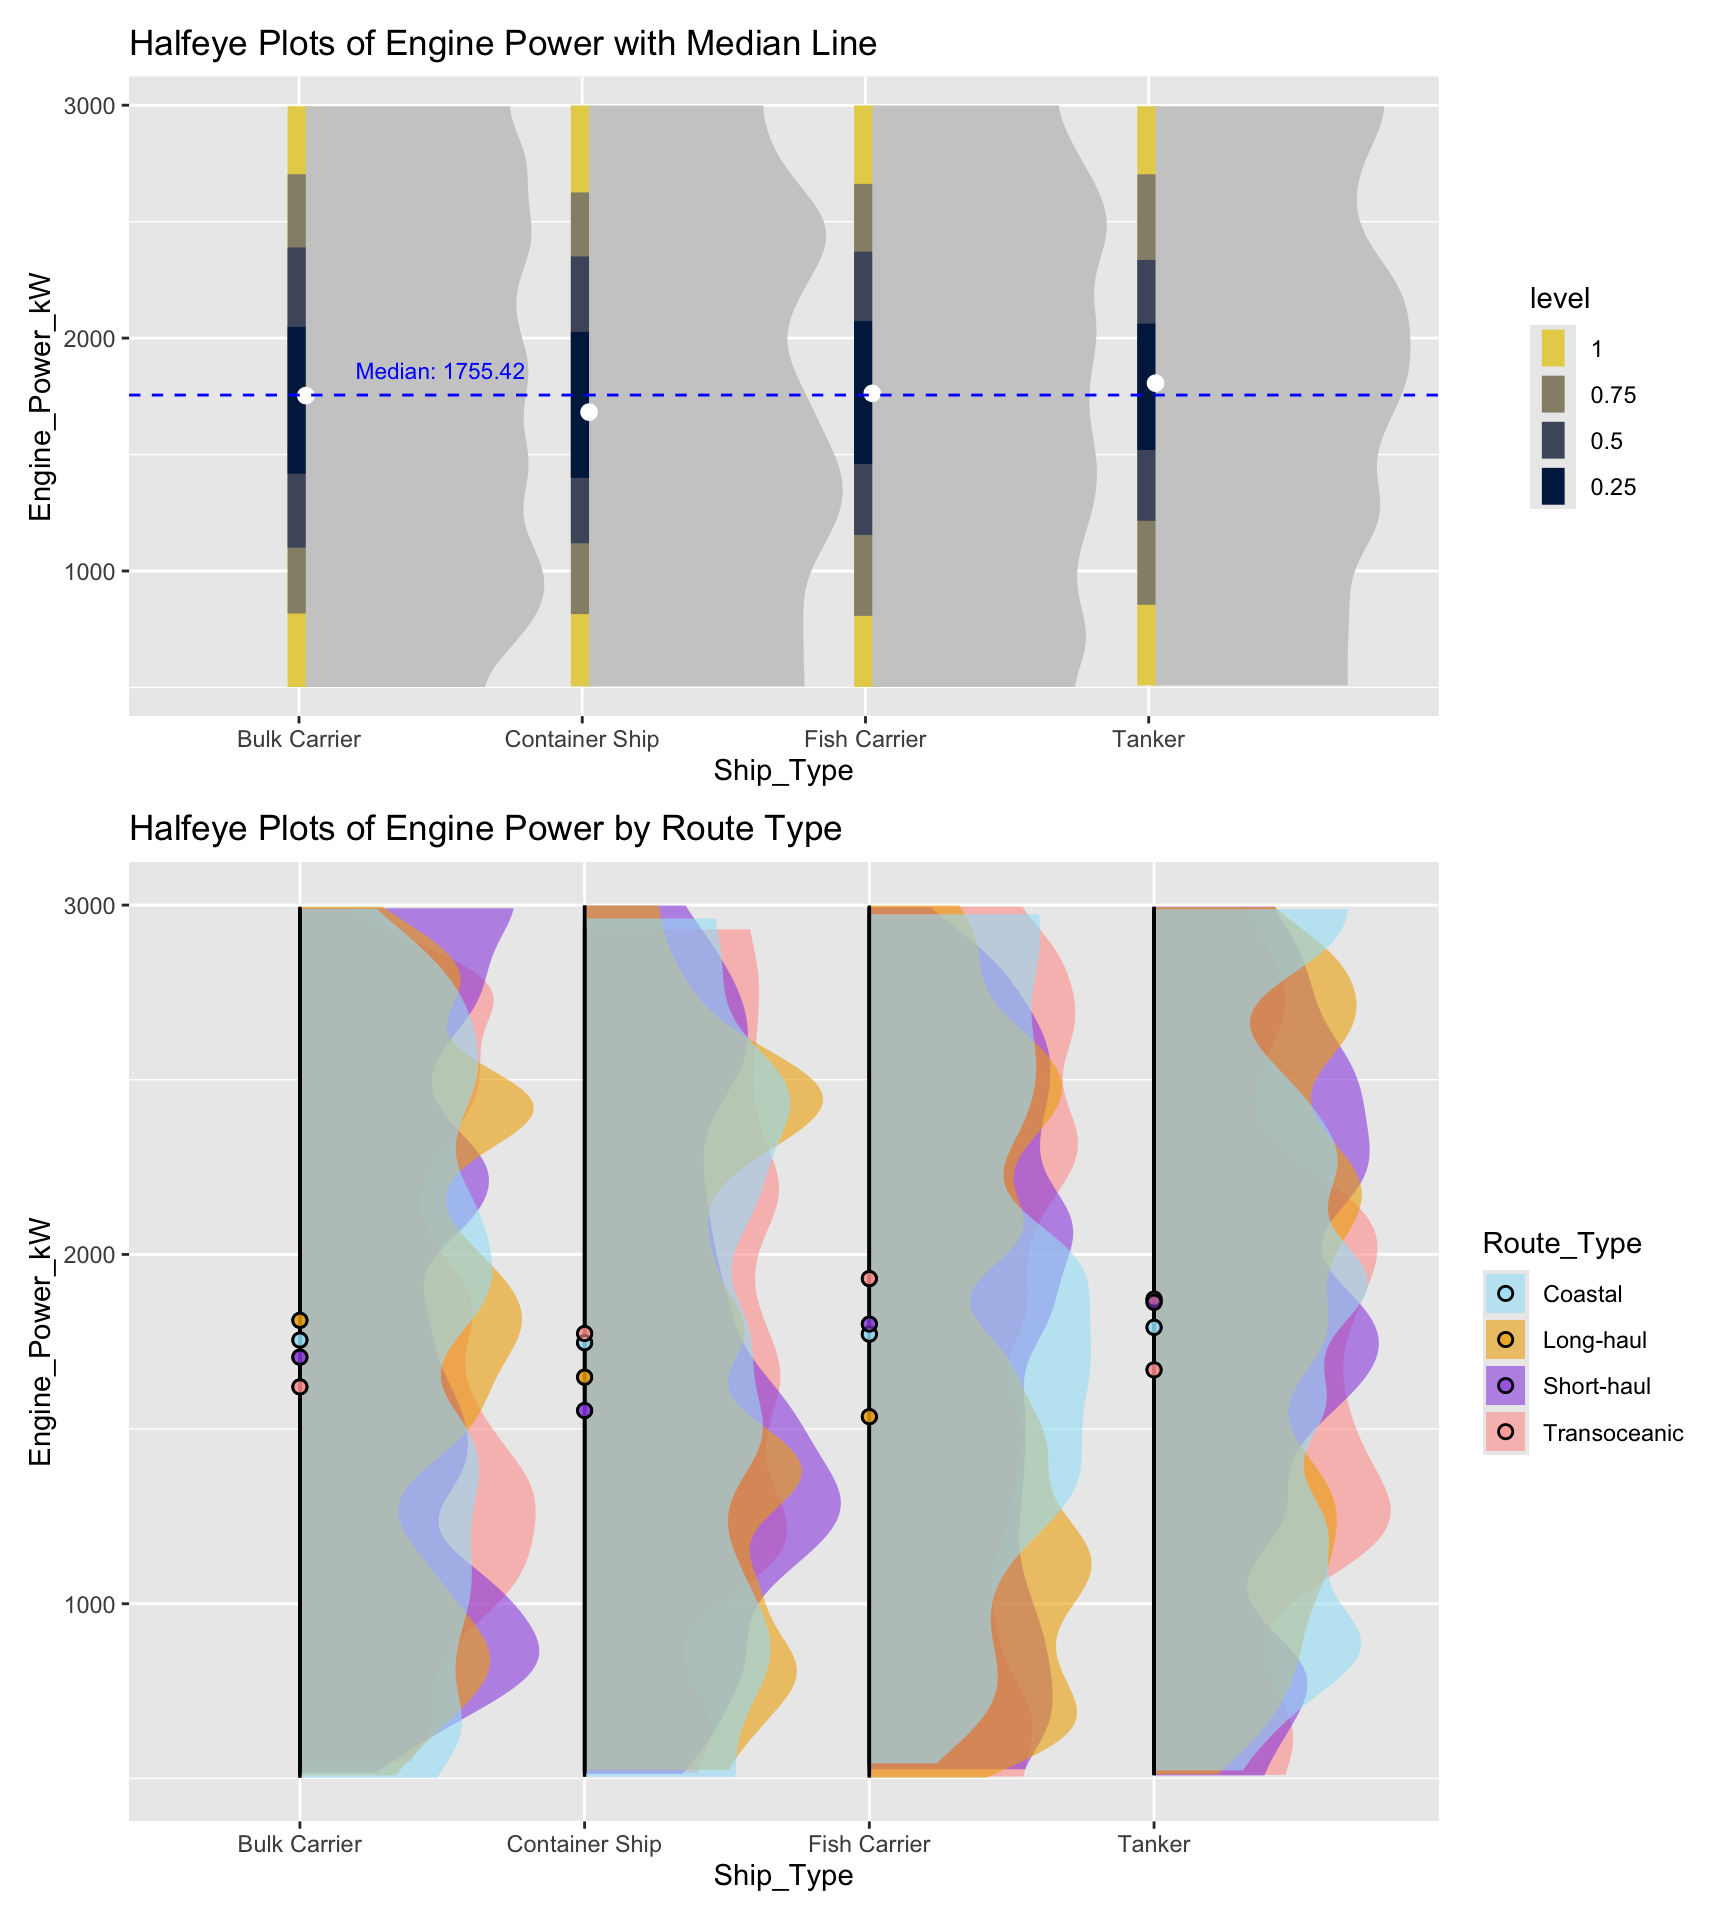 Halfeye Plots of Engine Power with Median Line
Engine_Power_kW
3000
2000
1000
Median: 1755.42
Bulk Carrier
Container Ship
Fish Carrier
Tanker
Ship_Type
level
1
0.75
0.5
0.25
Halfeye Plots of Engine Power by Route Type
Engine_Power_kW
3000
2000
1000
Bulk Carrier
Container Ship
Fish Carrier
Tanker
Ship_Type
Route_Type
Coastal
Long-haul
Short-haul
Transoceanic